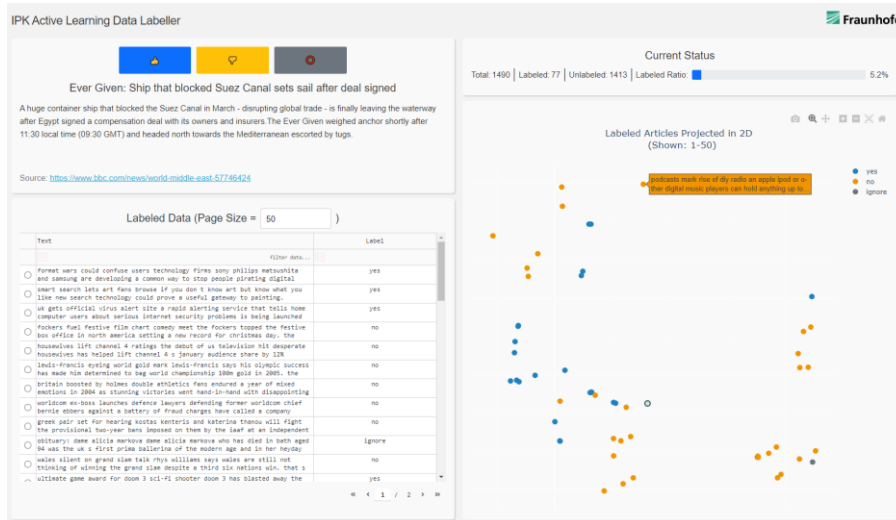 IPK Active Learning Data Labeller
Fraunhofe
Ever Given: Ship that blocked Suez Canal sets sail after deal signed
A huge container ship that blocked the Suez Canal in March - disrupting global trade - is finally leaving the waterway
after Egypt signed a compensation deal with its owners and insurers.The Ever Given weighed anchor shortly after
11:30 local time (09:30 GMT) and headed north towards the Mediterranean escorted by tugs.
Source: https://www.bbc.com/news/world-middle-east-57746424
Current Status
Total: 1490 | Labeled: 77 | Unlabeled: 1413 | Labeled Ratio: 5.2%
Labeled Data (Page Size = 50 )
Text Label
filter data...
format wars could confuse users technology firms sony philips matsushita yes
and samsung are developing a common way to stop people pirating digital
smart search lets art fans browse if you don t know art but know what you yes
like new search technology could prove a useful gateway to painting.
uk gets official virus alert site a rapid alerting service that tells home yes
computer users about serious internet security problems is being launched
fockers fuel festive film chart comedy meet the fockers topped the festive no
box office in north america setting a new record for christmas day. the
housewives lift channel 4 ratings the debut of us television hit desperate no
housewives has helped lift channel 4 s january audience share by 12%
lewis-francis eyeing world gold mark lewis-francis says his olympic success no
has made him determined to bag world championship 100m gold in 2005. the
britain boosted by holmes double athletics fans endured a year of mixed no
emotions in 2004 as stunning victories went hand-in-hand with disappointing
worldcom ex-boss launches defence lawyers defending former worldcom chief no
bernie ebbers against a battery of fraud charges have called a company
greek pair set for hearing kostas kenteris and katerina thanou will fight no
the provisional two-year bans imposed on them by the iaaf at an independent
obituary: dame alicia markova dame alicia markova who has died in bath aged ignore
94 was the uk s first prima ballerina of the modern age and in her heyday
wales silent on grand slam talk rhys williams says wales are still not no
thinking of winning the grand slam despite a third six nations win. that s
ultimate game award for doom 3 sci-fi shooter doom 3 has blasted away the yes
« ‹ 1 / 2 › »
Labeled Articles Projected in 2D
(Shown: 1-50)
podcasts mark rise of diy radio an apple ipod or o-
ther digital music players can hold anything up to...
yes
no
ignore